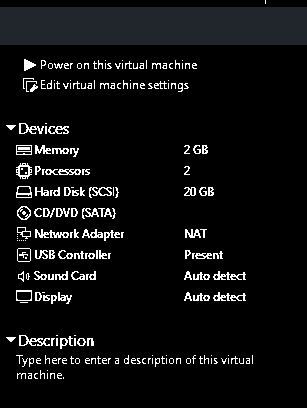 Power on this virtual machine
Edit virtual machine settings
Devices
Memory 2 GB
Processors 2
Hard Disk (SCSI) 20 GB
CD/DVD (SATA)
Network Adapter NAT
USB Controller Present
Sound Card Auto detect
Display Auto detect
Description
Type here to enter a description of this virtual
machine.